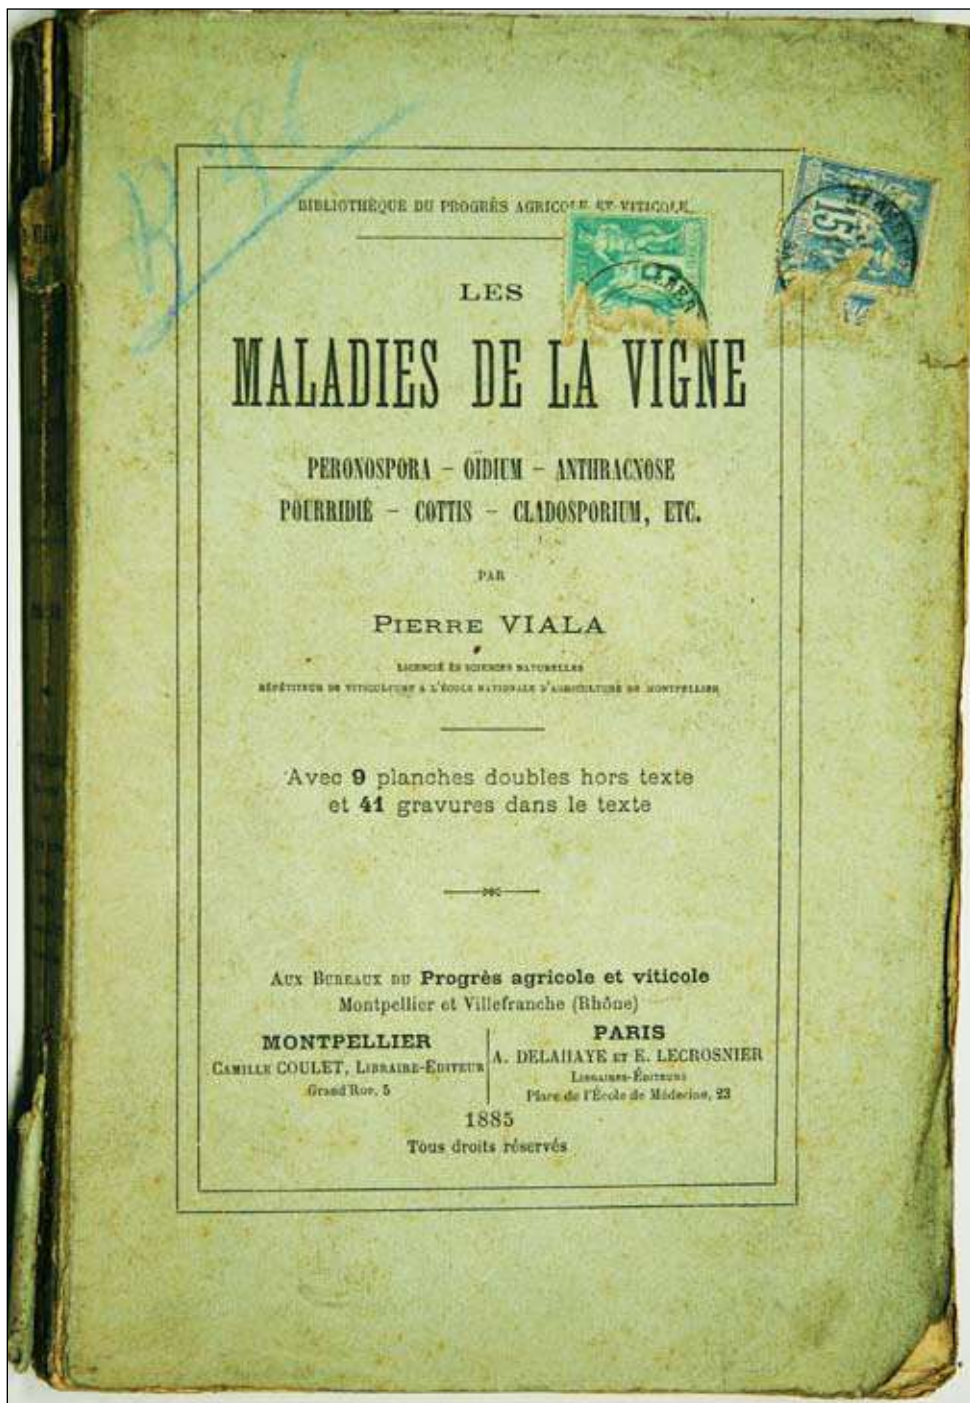 BIBLIOTHÈQUE DU PROGRÈS AGRICOLE ET VITICOLE
15
LES
MALADIES DE LA VIGNE
PERONOSPORA – OÏDIUM – ANTHRACNOSE
POURRIDIÉ – COTTIS – CLADOSPORIUM, ETC.
PAR
PIERRE VIALA
LICENCIÉ ÈS SCIENCES NATURELLES
RÉPÉTITEUR DE VITICULTURE A L'ÉCOLE NATIONALE D'AGRICULTURE DE MONTPELLIER
Avec 9 planches doubles hors texte
et 41 gravures dans le texte
AUX BUREAUX DU Progrès agricole et viticole
Montpellier et Villefranche (Rhône)
MONTPELLIER
CAMILLE COULET, LIBRAIRE-EDITEUR
Grand'Rue, 5
PARIS
A. DELAHAYE ET E. LECROSNIER
LIBRAIRES-ÉDITEURS
Place de l'École de Médecine, 23
1885
Tous droits réservés